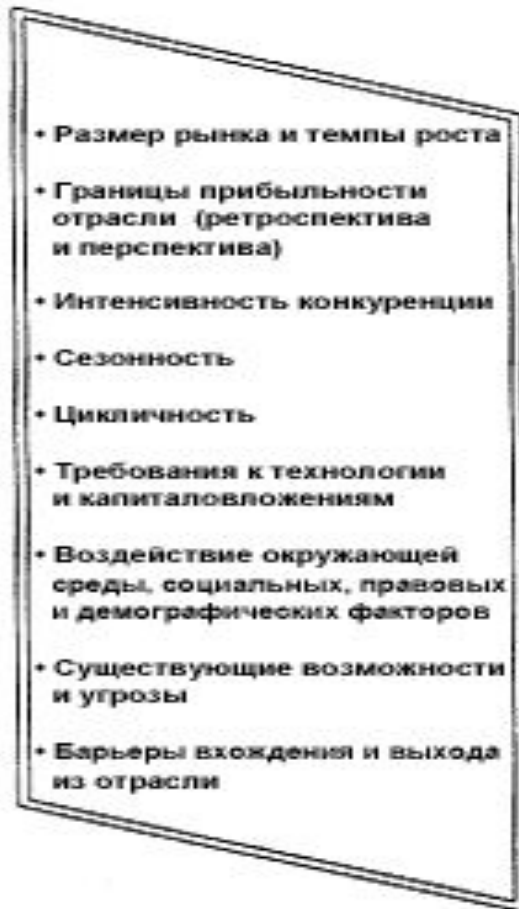 • Размер рынка и темпы роста
• Границы прибыльности
отрасли (ретроспектива
и перспектива)
• Интенсивность конкуренции
• Сезонность
• Цикличность
• Требования к технологии
и капиталовложениям
• Воздействие окружающей
среды, социальных, правовых
и демографических факторов
• Существующие возможности
и угрозы
• Барьеры вхождения и выхода
из отрасли